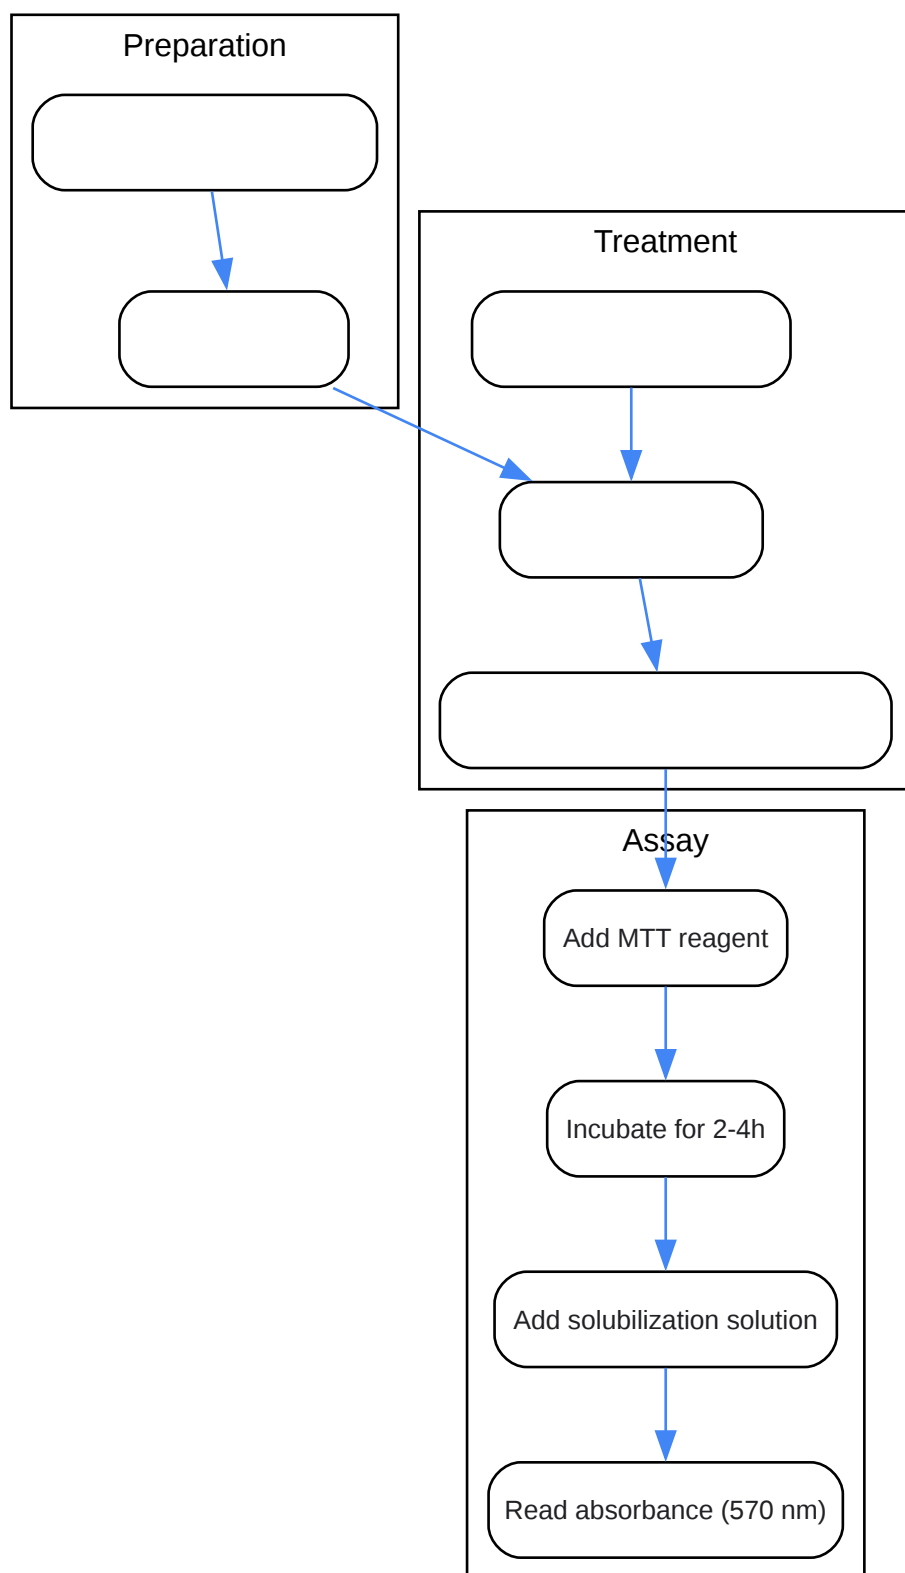 Preparation
Treatment
Assay
Add MTT reagent
Incubate for 2-4h
Add solubilization solution
Read absorbance (570 nm)